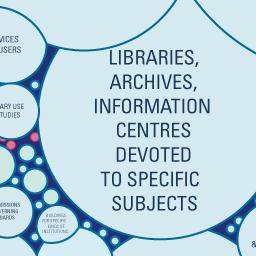 LIBRARIES,
ARCHIVES,
INFORMATION
CENTRES
DEVOTED
TO SPECIFIC
SUBJECTS
VICES
USERS
ARY USE
TUDIES
MISSIONS
VERNING
OARDS
BUILDINGS
FOR SPECIFIC
KINDS OF
INSTITUTIONS
&